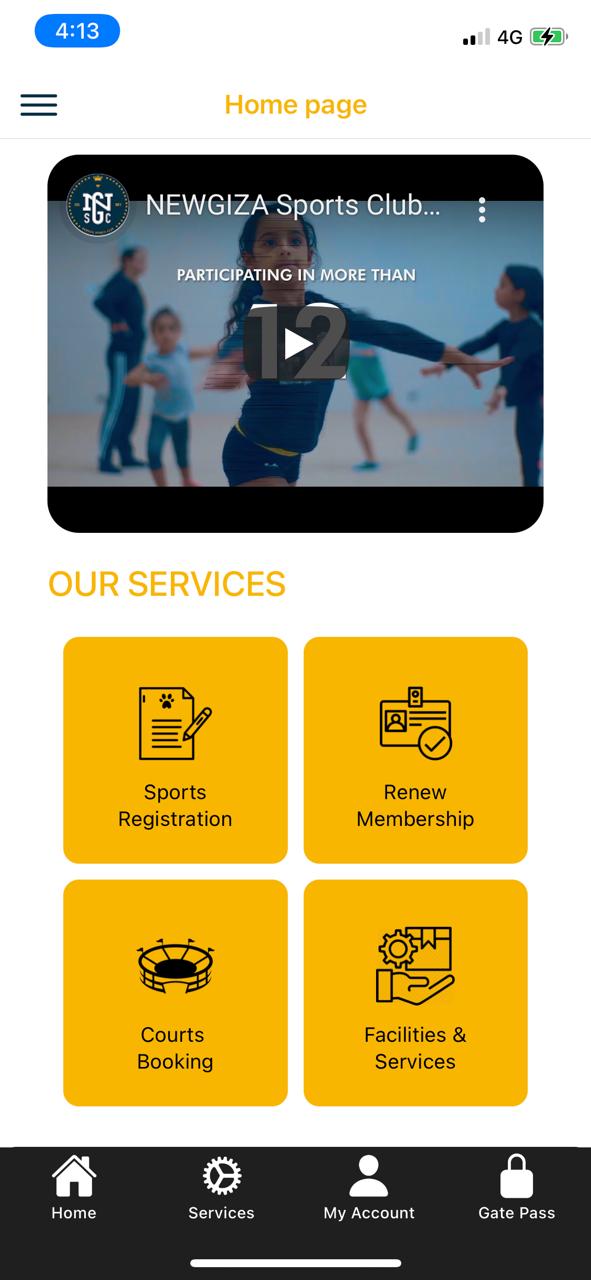 4:13
4G
Home page
NEWGIZA Sports Club...
PARTICIPATING IN MORE THAN
12
OUR SERVICES
Sports
Registration
Renew
Membership
Courts
Booking
Facilities &
Services
Home
Services
My Account
Gate Pass